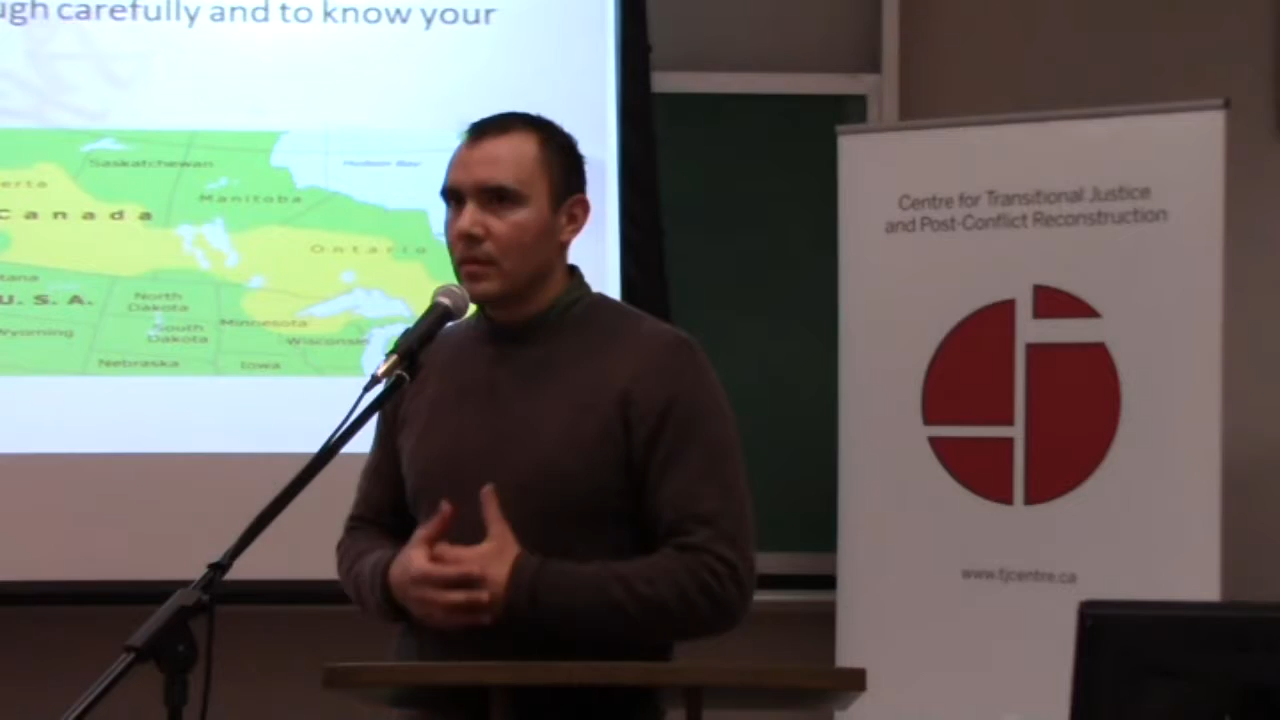 ugh carefully and to know your
Saskatchewan
Hudson Bay
erta
Manitoba
Canada
Ontario
tana
North
Dakota
U. S. A.
Minnesota
South
Dakota
Wyoming
Wisconsin
Nebraska
Iowa
Centre for Transitional Justice
and Post-Conflict Reconstruction
www.tjcentre.ca